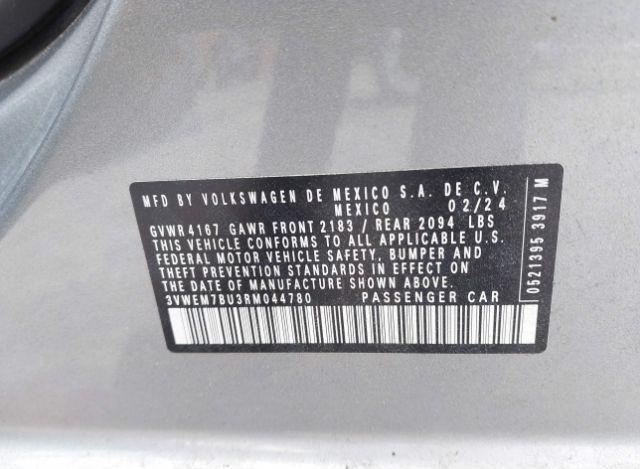 MFD BY VOLKSWAGEN DE MEXICO S.A. DE C.V.
MEXICO 02/24
GVWR 4167 GAWR FRONT 2183 / REAR 2094 LBS
THIS VEHICLE CONFORMS TO ALL APPLICABLE U.S.
FEDERAL MOTOR VEHICLE SAFETY, BUMPER AND
THEFT PREVENTION STANDARDS IN EFFECT ON
THE DATE OF MANUFACTURE SHOWN ABOVE.
3VWEM7BU3RM044780 PASSENGER CAR
0521395 3917 M